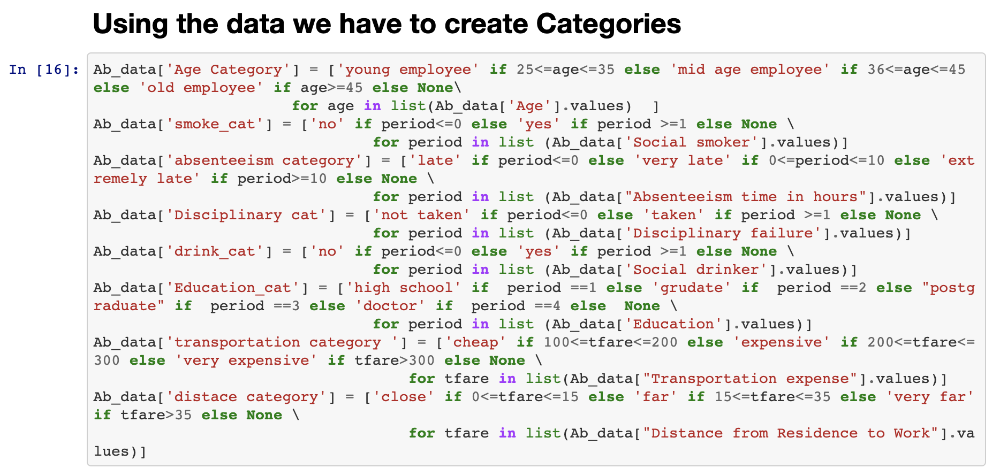 Using the data we have to create Categories
In [16]: Ab_data['Age Category'] = ['young employee' if 25<=age<=35 else 'mid age employee' if 36<=age<=45
else 'old employee' if age>=45 else None\
for age in list(Ab_data['Age'].values)  ]
Ab_data['smoke_cat'] = ['no' if period<=0 else 'yes' if period >=1 else None \
for period in list (Ab_data['Social smoker'].values)]
Ab_data['absenteeism category'] = ['late' if period<=0 else 'very late' if 0<=period<=10 else 'ext
remely late' if period>=10 else None \
for period in list (Ab_data["Absenteeism time in hours"].values)]
Ab_data['Disciplinary cat'] = ['not taken' if period<=0 else 'taken' if period >=1 else None \
for period in list (Ab_data['Disciplinary failure'].values)]
Ab_data['drink_cat'] = ['no' if period<=0 else 'yes' if period >=1 else None \
for period in list (Ab_data['Social drinker'].values)]
Ab_data['Education_cat'] = ['high school' if  period ==1 else 'grudate' if  period ==2 else "postg
raduate" if  period ==3 else 'doctor' if  period ==4 else  None \
for period in list (Ab_data['Education'].values)]
Ab_data['transportation category '] = ['cheap' if 100<=tfare<=200 else 'expensive' if 200<=tfare<=
300 else 'very expensive' if tfare>300 else None \
for tfare in list(Ab_data["Transportation expense"].values)]
Ab_data['distace category'] = ['close' if 0<=tfare<=15 else 'far' if 15<=tfare<=35 else 'very far'
if tfare>35 else None \
for tfare in list(Ab_data["Distance from Residence to Work"].va
lues)]